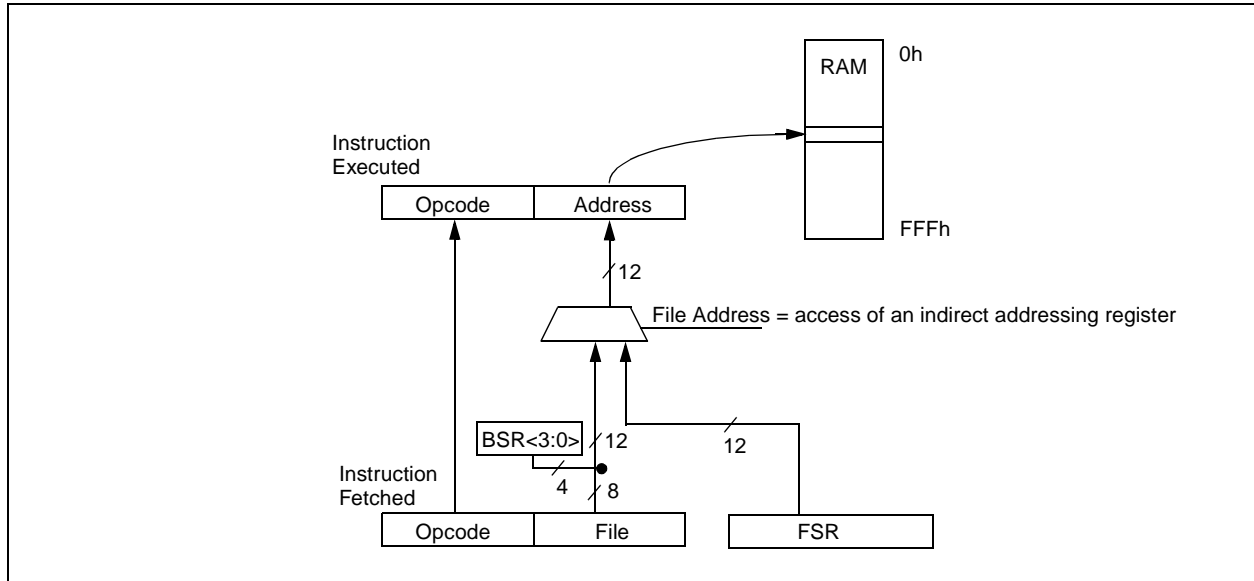 RAM
0h
Instruction
Executed
Opcode
Address
FFFh
12
File Address = access of an indirect addressing register
BSR<3:0>
12
12
Instruction
Fetched
4
8
Opcode
File
FSR